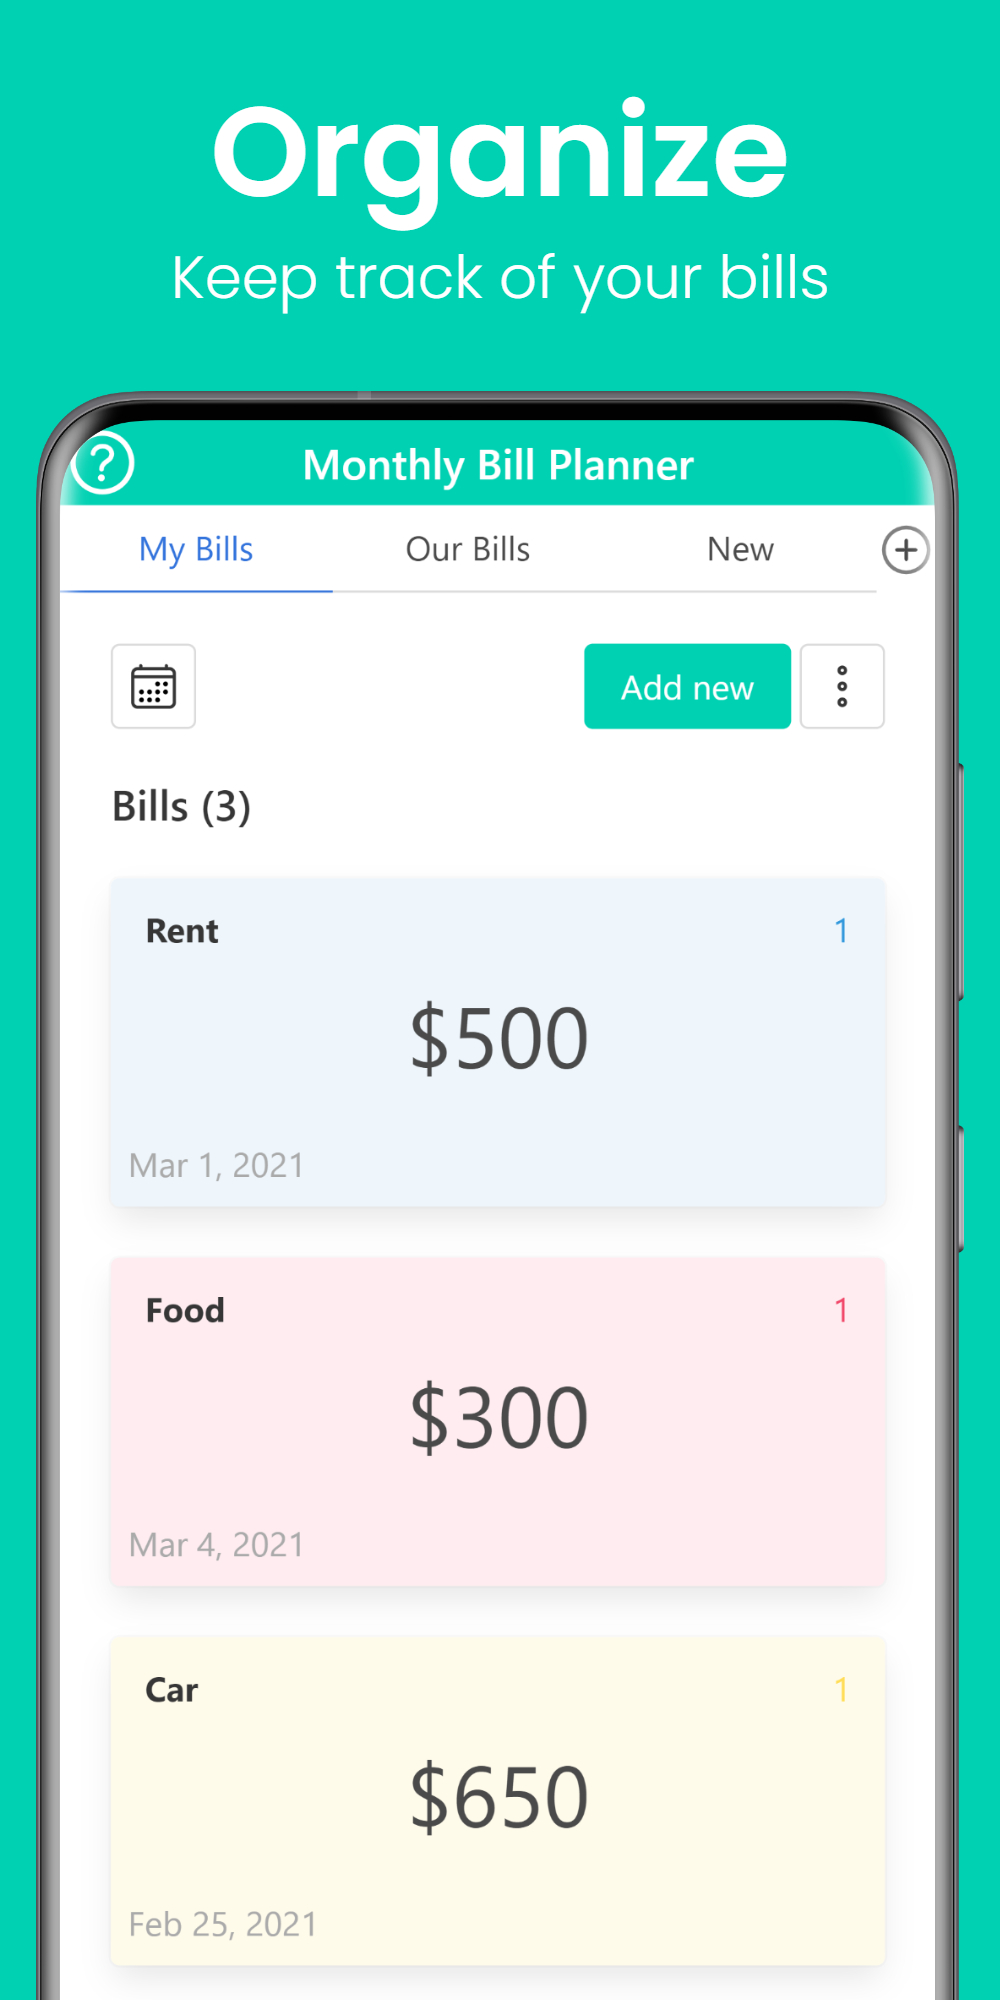 Organize
Keep track of your bills
? Monthly Bill Planner
My Bills Our Bills New +
Add new
Bills (3)
Rent 1
$500
Mar 1, 2021
Food 1
$300
Mar 4, 2021
Car 1
$650
Feb 25, 2021